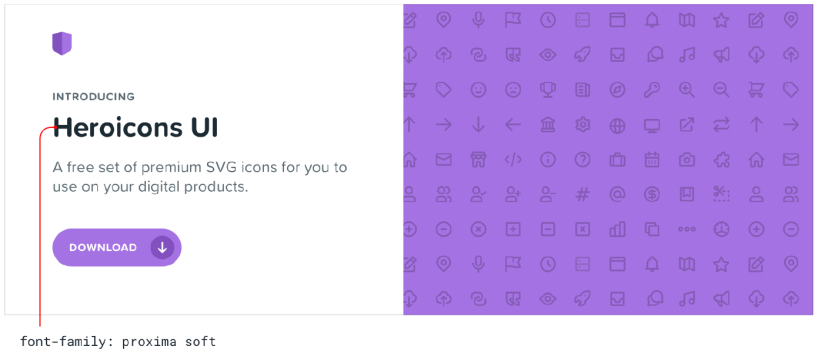 INTRODUCING
Heroicons UI
A free set of premium SVG icons for you to
use on your digital products.
DOWNLOAD
font-family: proxima soft